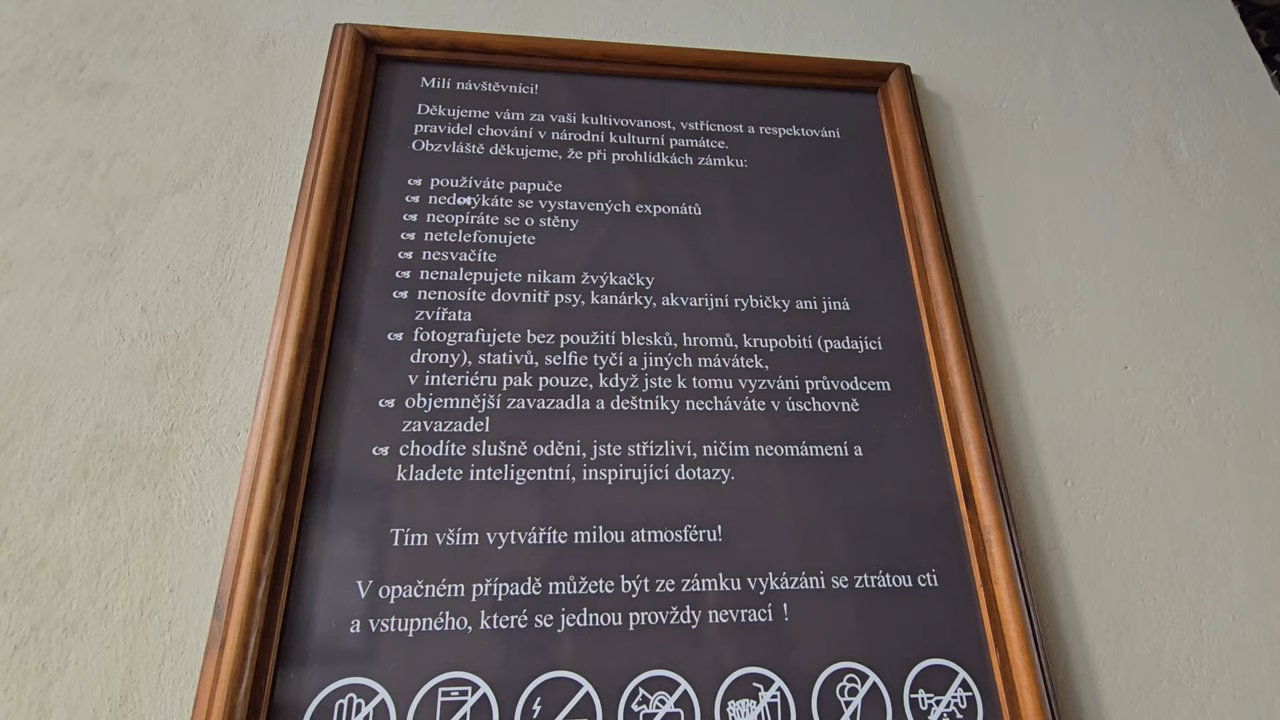 Milí návštěvníci!
Děkujeme vám za vaši kultivovanost, vstřícnost a respektování
pravidel chování v národní kulturní památce.
Obzvláště děkujeme, že při prohlídkách zámku:
používáte papuče
nedotýkáte se vystavených exponátů
neopíráte se o stěny
netelefonujete
nesvačíte
nenalepujete nikam žvýkačky
nenosíte dovnitř psy, kanárky, akvarijní rybičky ani jiná
zvířata
fotografujete bez použití blesků, hromů, krupobití (padající
drony), stativů, selfie tyčí a jiných mávátek,
v interiéru pak pouze, když jste k tomu vyzváni průvodcem
objemnější zavazadla a deštníky necháváte v úschovně
zavazadel
chodíte slušně oděni, jste střízliví, ničím neomámení a
kladete inteligentní, inspirující dotazy.
Tím vším vytváříte milou atmosféru!
V opačném případě můžete být ze zámku vykázáni se ztrátou cti
a vstupného, které se jednou provždy nevrací !